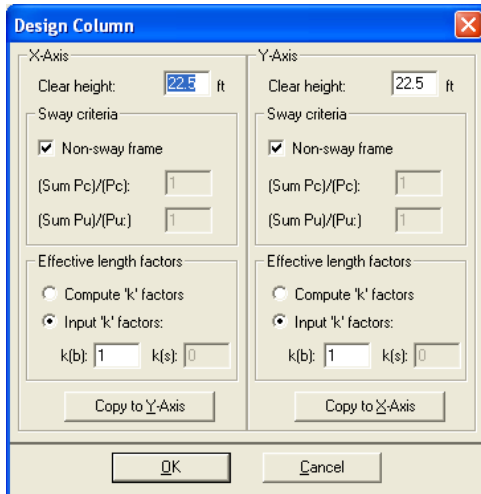 Design Column
X-Axis
Clear height: 22.5 ft
Sway criteria
Non-sway frame
(Sum Pc)/(Pc): 1
(Sum Pu)/(Pu:) 1
Effective length factors
Compute 'k' factors
Input 'k' factors:
k(b): 1 k(s): 0
Copy to Y-Axis
Y-Axis
Clear height: 22.5 ft
Sway criteria
Non-sway frame
(Sum Pc)/(Pc): 1
(Sum Pu)/(Pu:) 1
Effective length factors
Compute 'k' factors
Input 'k' factors:
k(b): 1 k(s): 0
Copy to X-Axis
OK Cancel